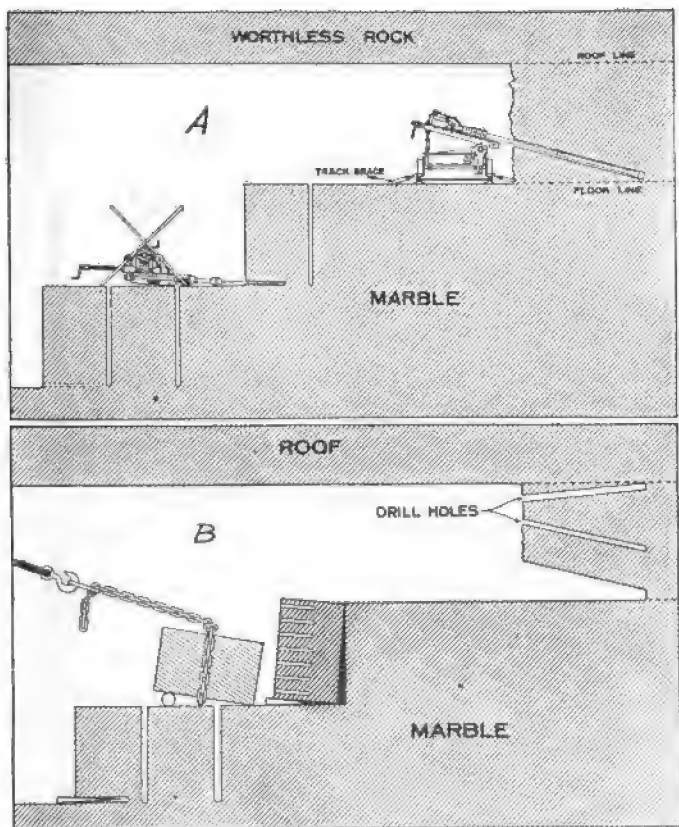 WORTHLESS ROCK
ROOF LINE
A
TRACK BRACE
FLOOR LINE
MARBLE
ROOF
DRILL HOLES
B
MARBLE